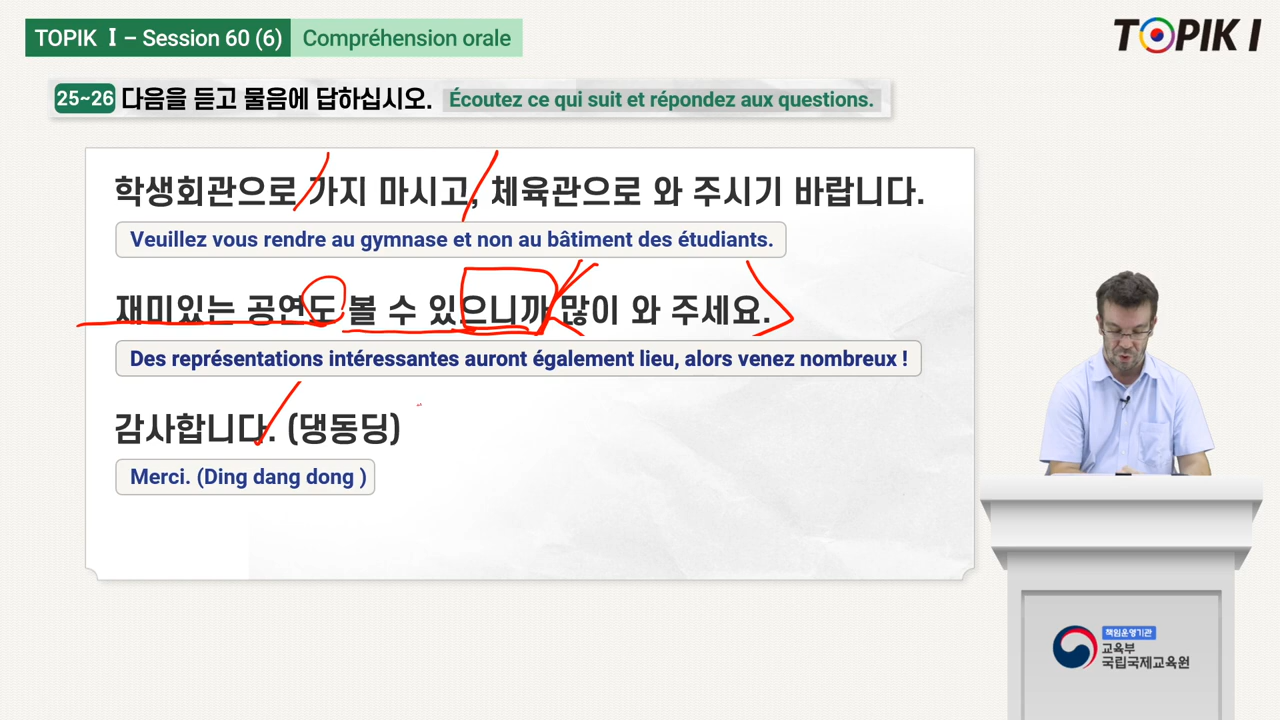 TOPIK Ⅰ – Session 60 (6) Compréhension orale
TOPIK I
25~26 다음을 듣고 물음에 답하십시오. Écoutez ce qui suit et répondez aux questions.
학생회관으로 가지 마시고, 체육관으로 와 주시기 바랍니다.
Veuillez vous rendre au gymnase et non au bâtiment des étudiants.
재미있는 공연도 볼 수 있으니까 많이 와 주세요.
Des représentations intéressantes auront également lieu, alors venez nombreux !
감사합니다. (댕동딩)
Merci. (Ding dang dong )
책임운영기관
교육부
국립국제교육원